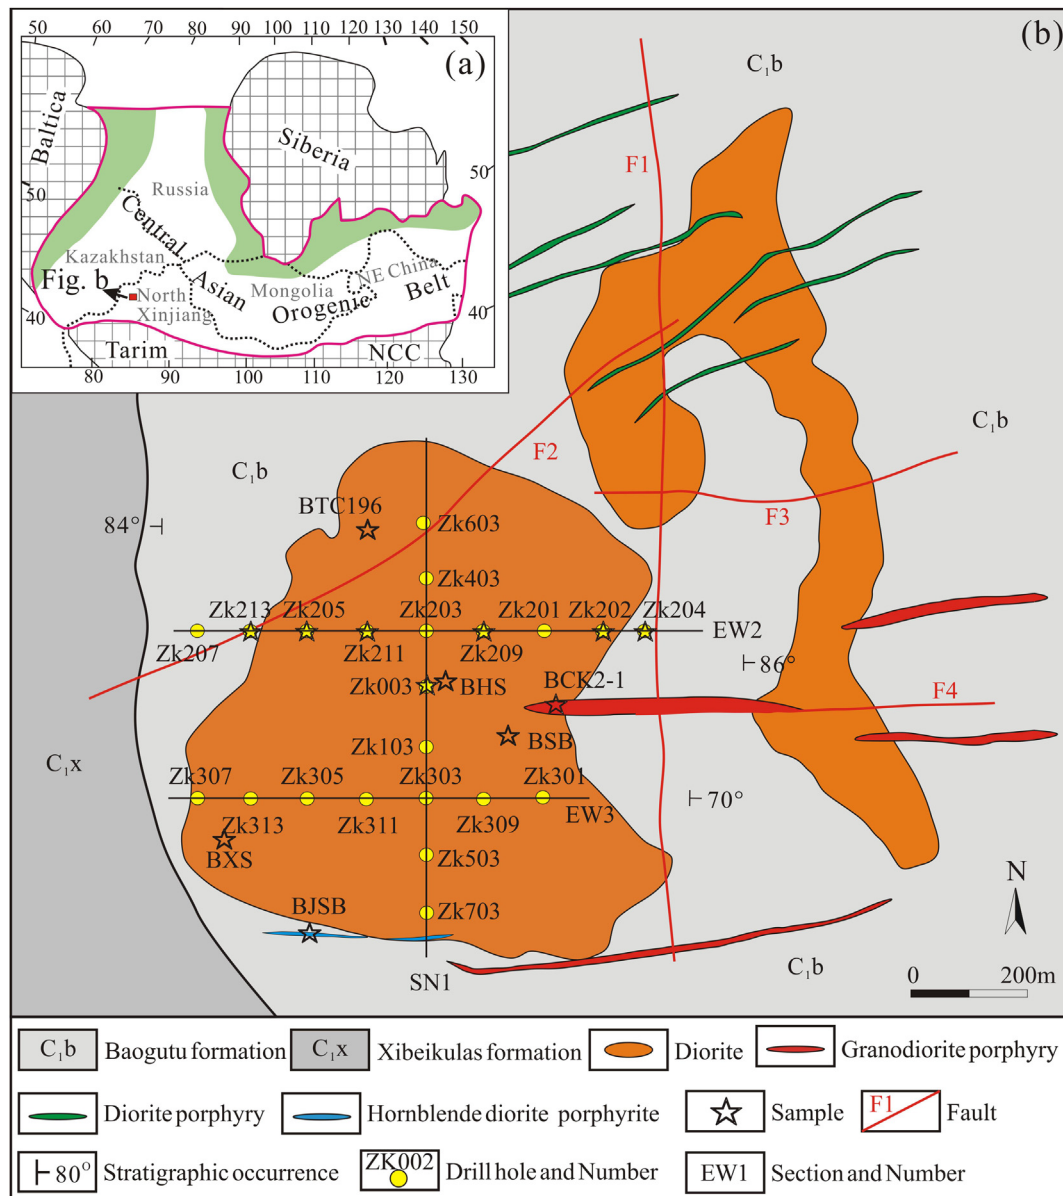 50 60 70 80 85 90 100 110 120 125 130 140 150
(a)
Baltica
Siberia
50
50
Russia
Central
Asian
Orogenic
Belt
Kazakhstan
Mongolia
NE China
Fig. b
North
Xinjiang
40
40
Tarim
NCC
80 90 100 110 120 130
(b)
C₁b
F1
F1
C₁b
F2
C₁b
F3
BTC196
84°
Zk603
Zk403
Zk213 Zk205 Zk203 Zk201 Zk202 Zk204
EW2
Zk207 Zk211 Zk209
86°
Zk003 BHS BCK2-1
F4
BSB
Zk103
C₁x
Zk307 Zk305 Zk303 Zk301
70°
EW3
Zk313 Zk311 Zk309
BXS
Zk503
BJSB
Zk703
N
C₁b
SN1
0 200m
C₁b Baogutu formation C₁x Xibeikulas formation Diorite Granodiorite porphyry
Diorite porphyry Hornblende diorite porphyrite Sample F1 Fault
80° Stratigraphic occurrence ZK002 Drill hole and Number EW1 Section and Number